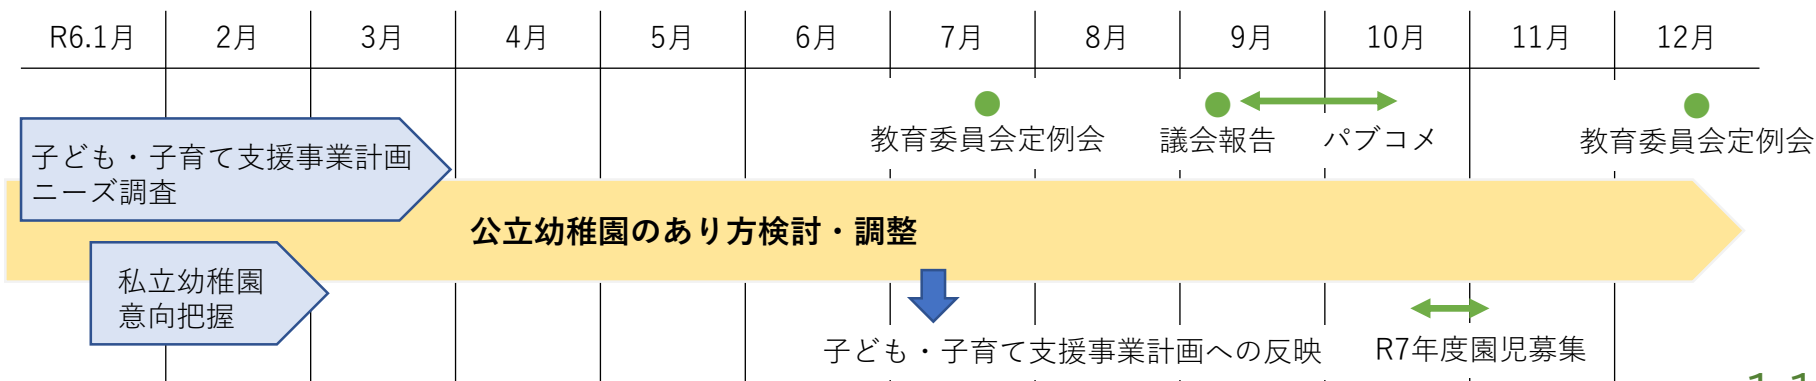 R6.1月 2月 3月 4月 5月 6月 7月 8月 9月 10月 11月 12月
教育委員会定例会 議会報告 パブコメ 教育委員会定例会
子ども・子育て支援事業計画
ニーズ調査
公立幼稚園のあり方検討・調整
私立幼稚園
意向把握
子ども・子育て支援事業計画への反映 R7年度園児募集